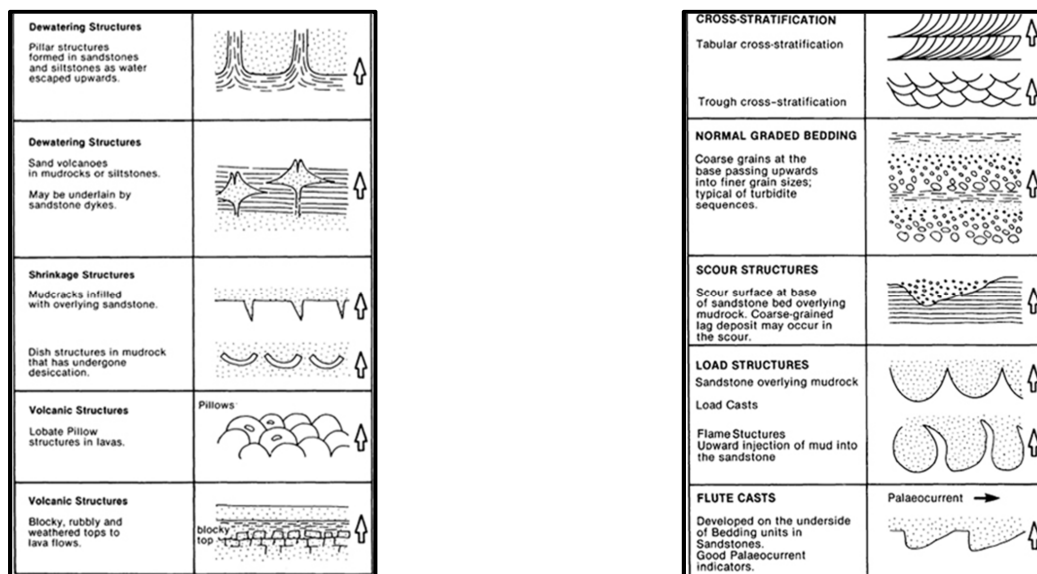 Dewatering Structures
Pillar structures
formed in sandstones
and siltstones as water
escaped upwards.
Dewatering Structures
Sand volcanoes
in mudrocks or siltstones.
May be underlain by
sandstone dykes.
Shrinkage Structures
Mudcracks infilled
with overlying sandstone.
Dish structures in mudrock
that has undergone
desiccation.
Volcanic Structures
Lobate Pillow
structures in lavas.
Pillows
Volcanic Structures
Blocky, rubbly and
weathered tops to
lava flows.
blocky
top
CROSS-STRATIFICATION
Tabular cross-stratification
Trough cross-stratification
NORMAL GRADED BEDDING
Coarse grains at the
base passing upwards
into finer grain sizes;
typical of turbidite
sequences.
SCOUR STRUCTURES
Scour surface at base
of sandstone bed overlying
mudrock. Coarse-grained
lag deposit may occur in
the scour.
LOAD STRUCTURES
Sandstone overlying mudrock
Load Casts
Flame Stuctures
Upward injection of mud into
the sandstone
FLUTE CASTS
Palaeocurrent
Developed on the underside
of Bedding units in
Sandstones.
Good Palaeocurrent
indicators.